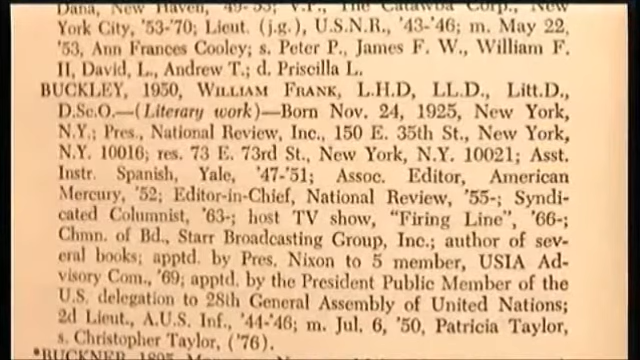 Dana, New Haven, '49-'53; V.P., The Catawba Corp., New
York City, '53-'70; Lieut. (j.g.), U.S.N.R., '43-'46; m. May 22,
'53, Ann Frances Cooley; s. Peter P., James F. W., William F.
II, David, L., Andrew T.; d. Priscilla L.
BUCKLEY, 1950, WILLIAM FRANK, L.H.D, LL.D., Litt.D.,
D.Sc.O.—(Literary work)—Born Nov. 24, 1925, New York,
N.Y.; Pres., National Review, Inc., 150 E. 35th St., New York,
N.Y. 10016; res. 73 E. 73rd St., New York, N.Y. 10021; Asst.
Instr. Spanish, Yale, '47-'51; Assoc. Editor, American
Mercury, '52; Editor-in-Chief, National Review, '55-; Syndi-
cated Columnist, '63-; host TV show, "Firing Line", '66-;
Chmn. of Bd., Starr Broadcasting Group, Inc.; author of sev-
eral books; apptd. by Pres. Nixon to 5 member, USIA Ad-
visory Com., '69; apptd. by the President Public Member of the
U.S. delegation to 28th General Assembly of United Nations;
2d Lieut., A.U.S. Inf., '44-'46; m. Jul. 6, '50, Patricia Taylor,
s. Christopher Taylor, ('76).
*BUCKNER, 1895,